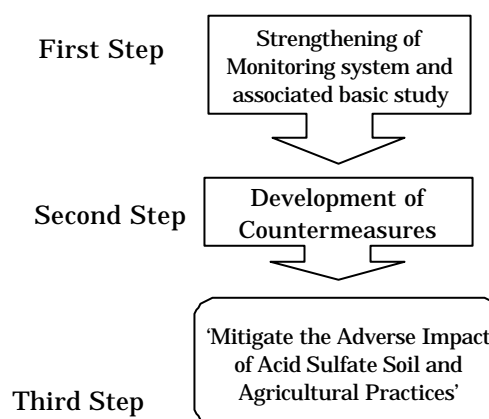 First Step
Strengthening of
Monitoring system and
associated basic study
Second Step
Development of
Countermeasures
'Mitigate the Adverse Impact
of Acid Sulfate Soil and
Agricultural Practices'
Third Step